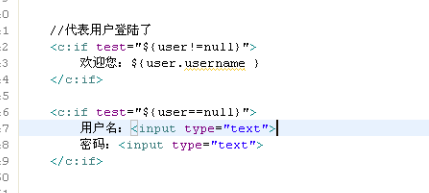 //代表用户登陆了
<c:if test="${user!=null}">
欢迎您：${user.username }
</c:if>
<c:if test="${user==null}">
用户名：<input type="text">
密码：<input type="text">
</c:if>